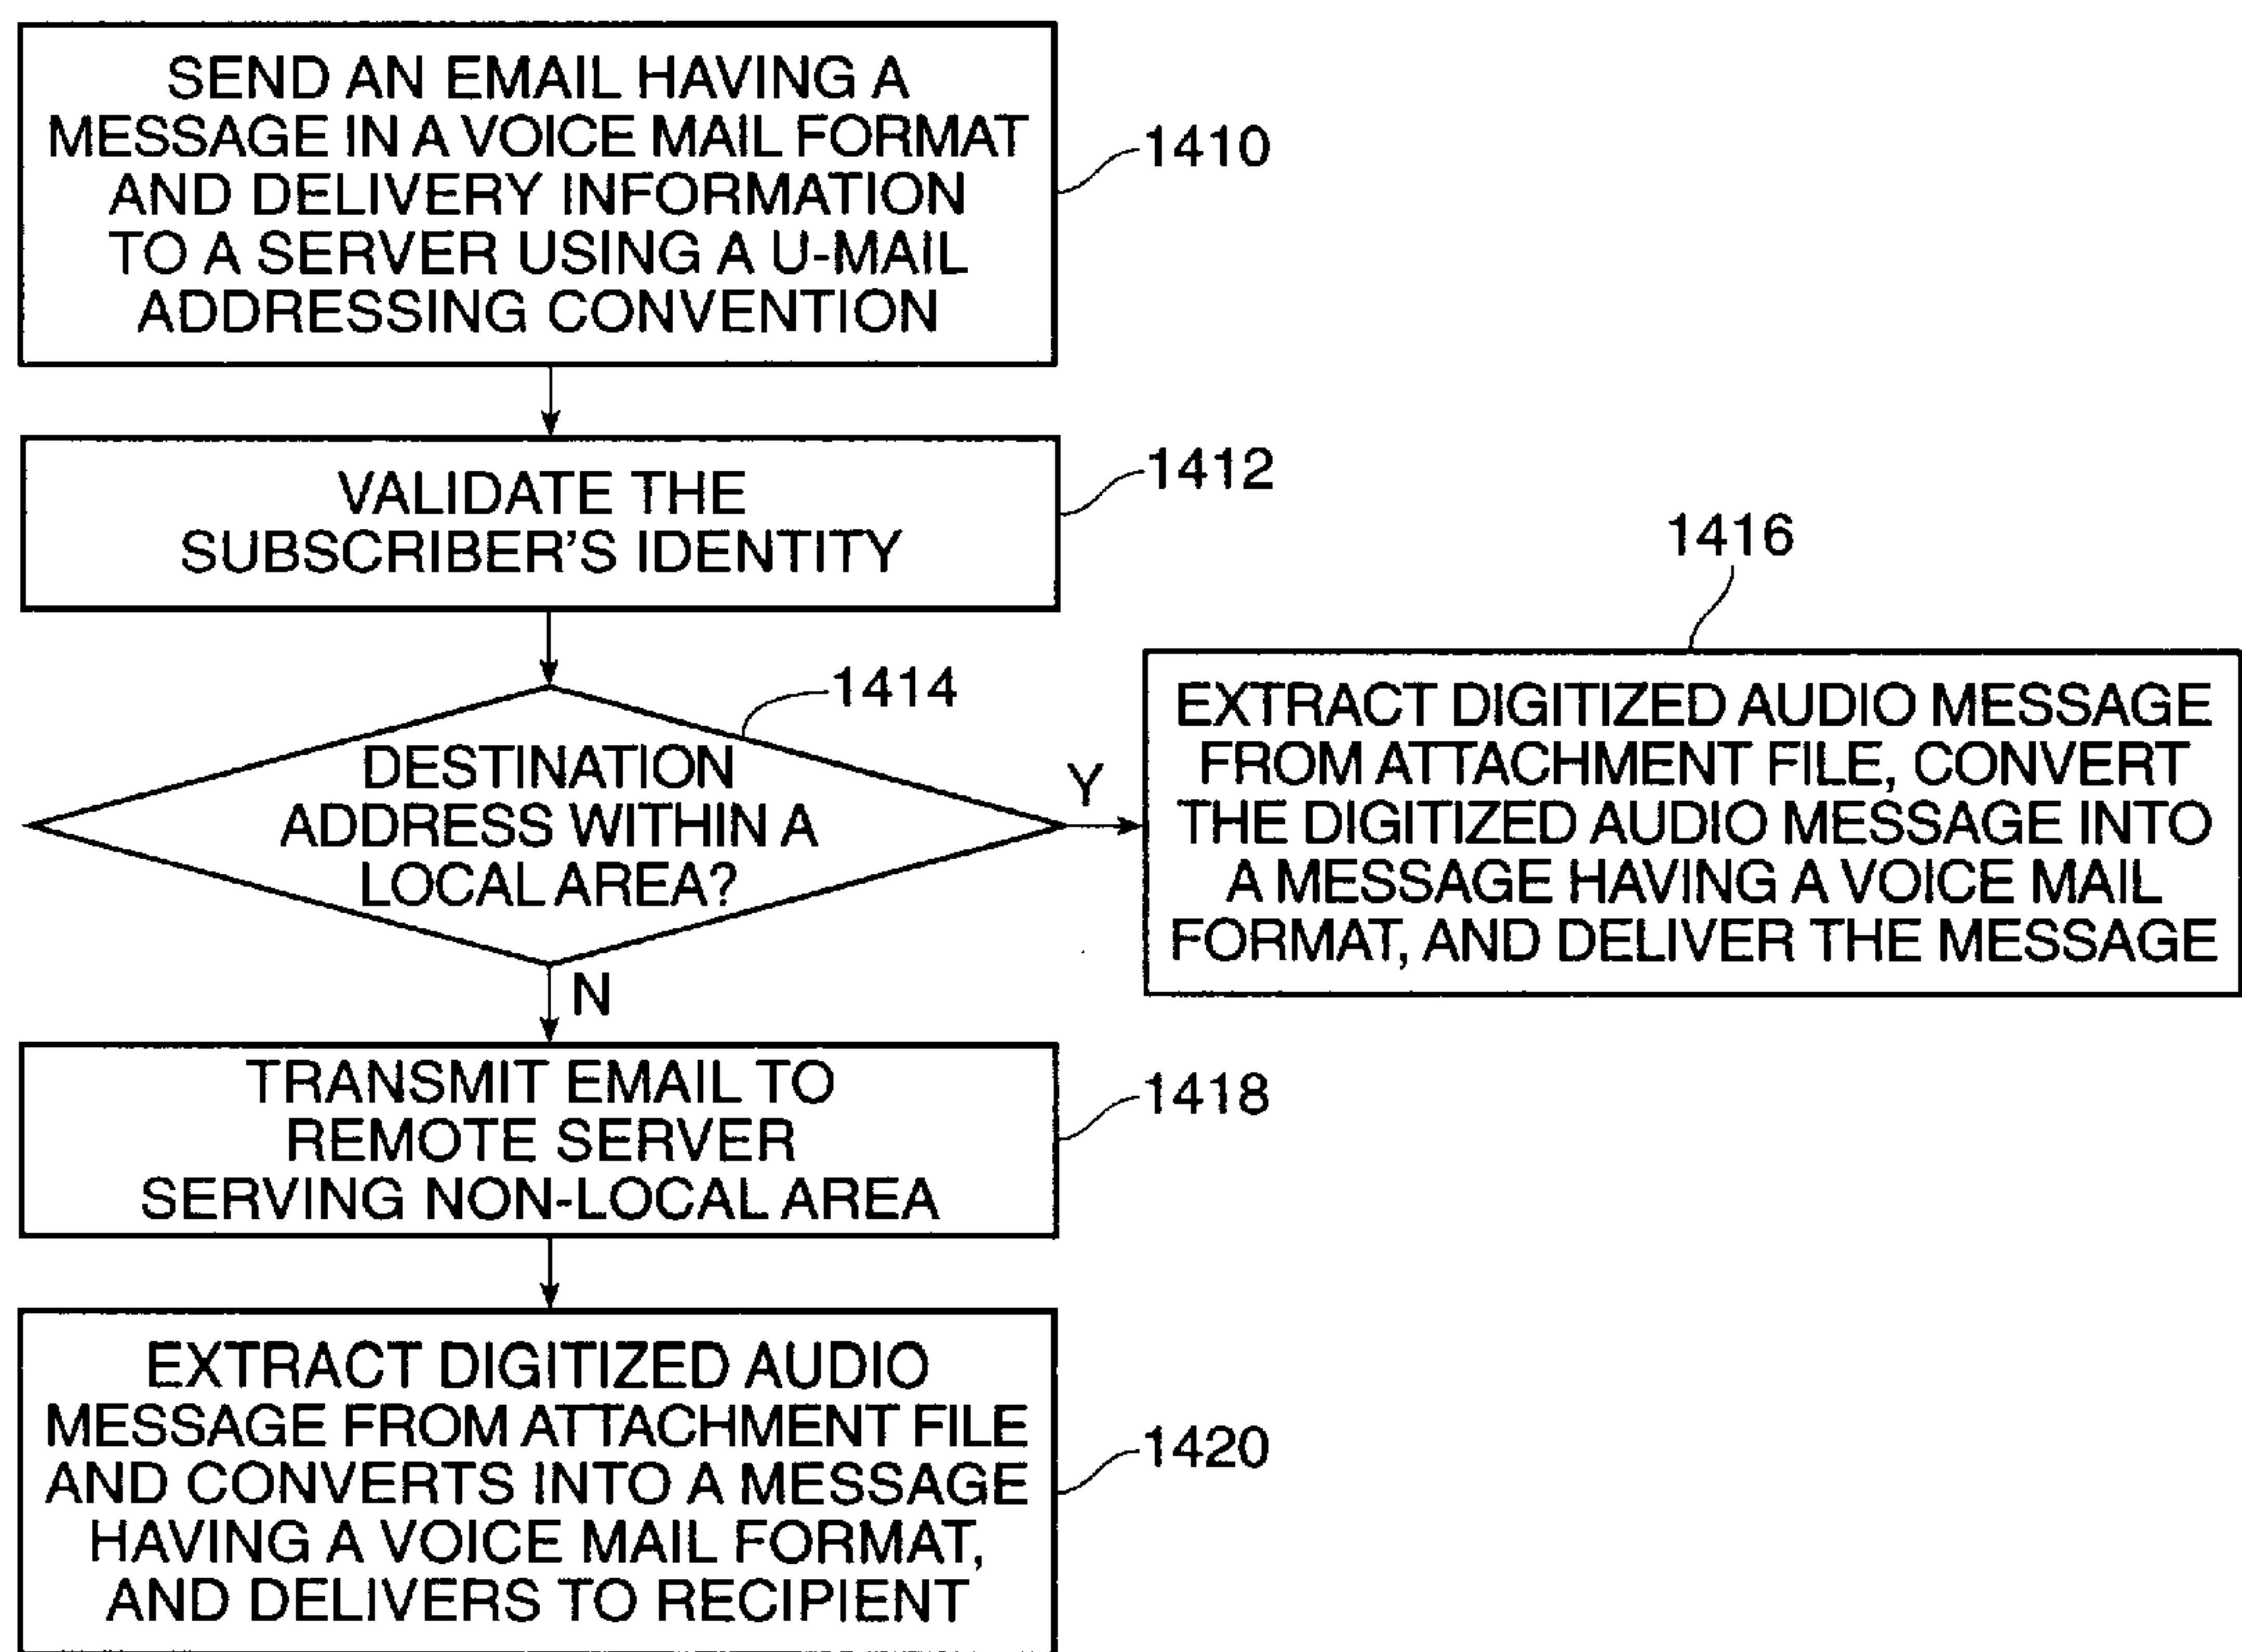 SEND AN EMAIL HAVING A
MESSAGE IN A VOICE MAIL FORMAT
AND DELIVERY INFORMATION
TO A SERVER USING A U-MAIL
ADDRESSING CONVENTION
1410
VALIDATE THE
SUBSCRIBER'S IDENTITY
1412
DESTINATION
ADDRESS WITHIN A
LOCAL AREA?
1414
Y
EXTRACT DIGITIZED AUDIO MESSAGE
FROM ATTACHMENT FILE, CONVERT
THE DIGITIZED AUDIO MESSAGE INTO
A MESSAGE HAVING A VOICE MAIL
FORMAT, AND DELIVER THE MESSAGE
1416
N
TRANSMIT EMAIL TO
REMOTE SERVER
SERVING NON-LOCAL AREA
1418
EXTRACT DIGITIZED AUDIO
MESSAGE FROM ATTACHMENT FILE
AND CONVERTS INTO A MESSAGE
HAVING A VOICE MAIL FORMAT,
AND DELIVERS TO RECIPIENT
1420